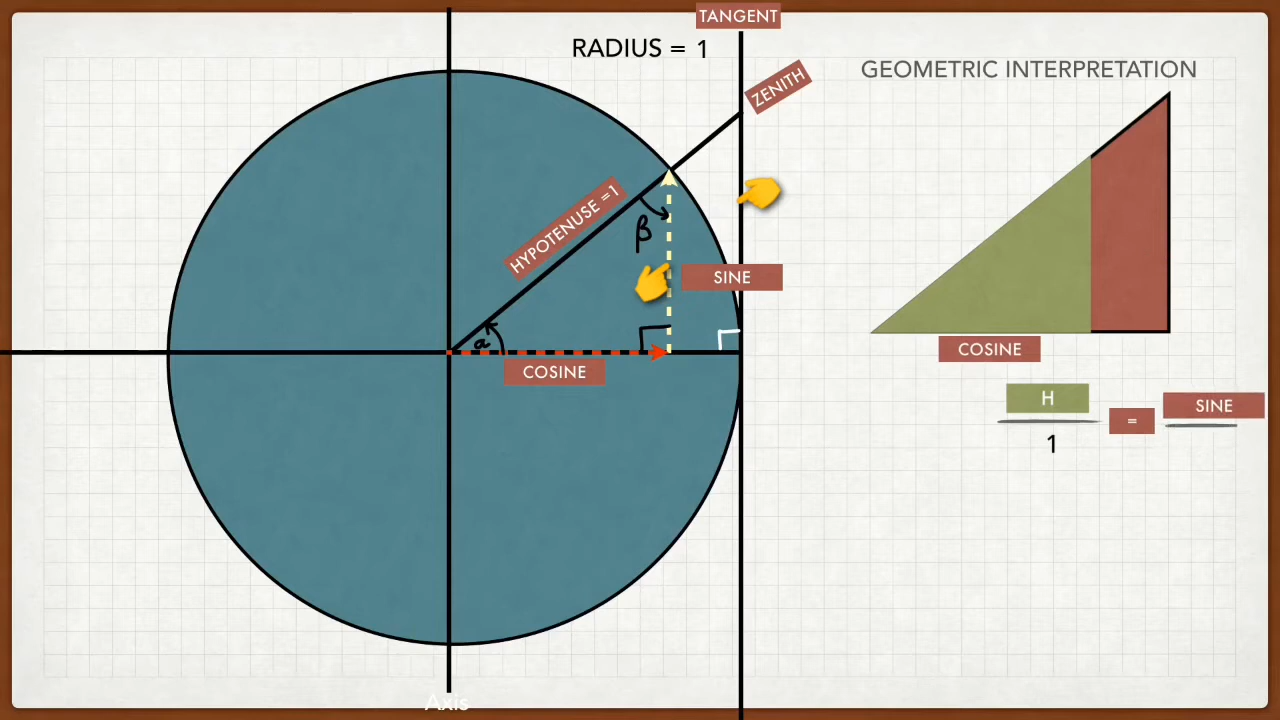 TANGENT
RADIUS = 1
ZENITH
GEOMETRIC INTERPRETATION
HYPOTENUSE =1
β
SINE
a
COSINE
COSINE
H
1
=
SINE
Axis